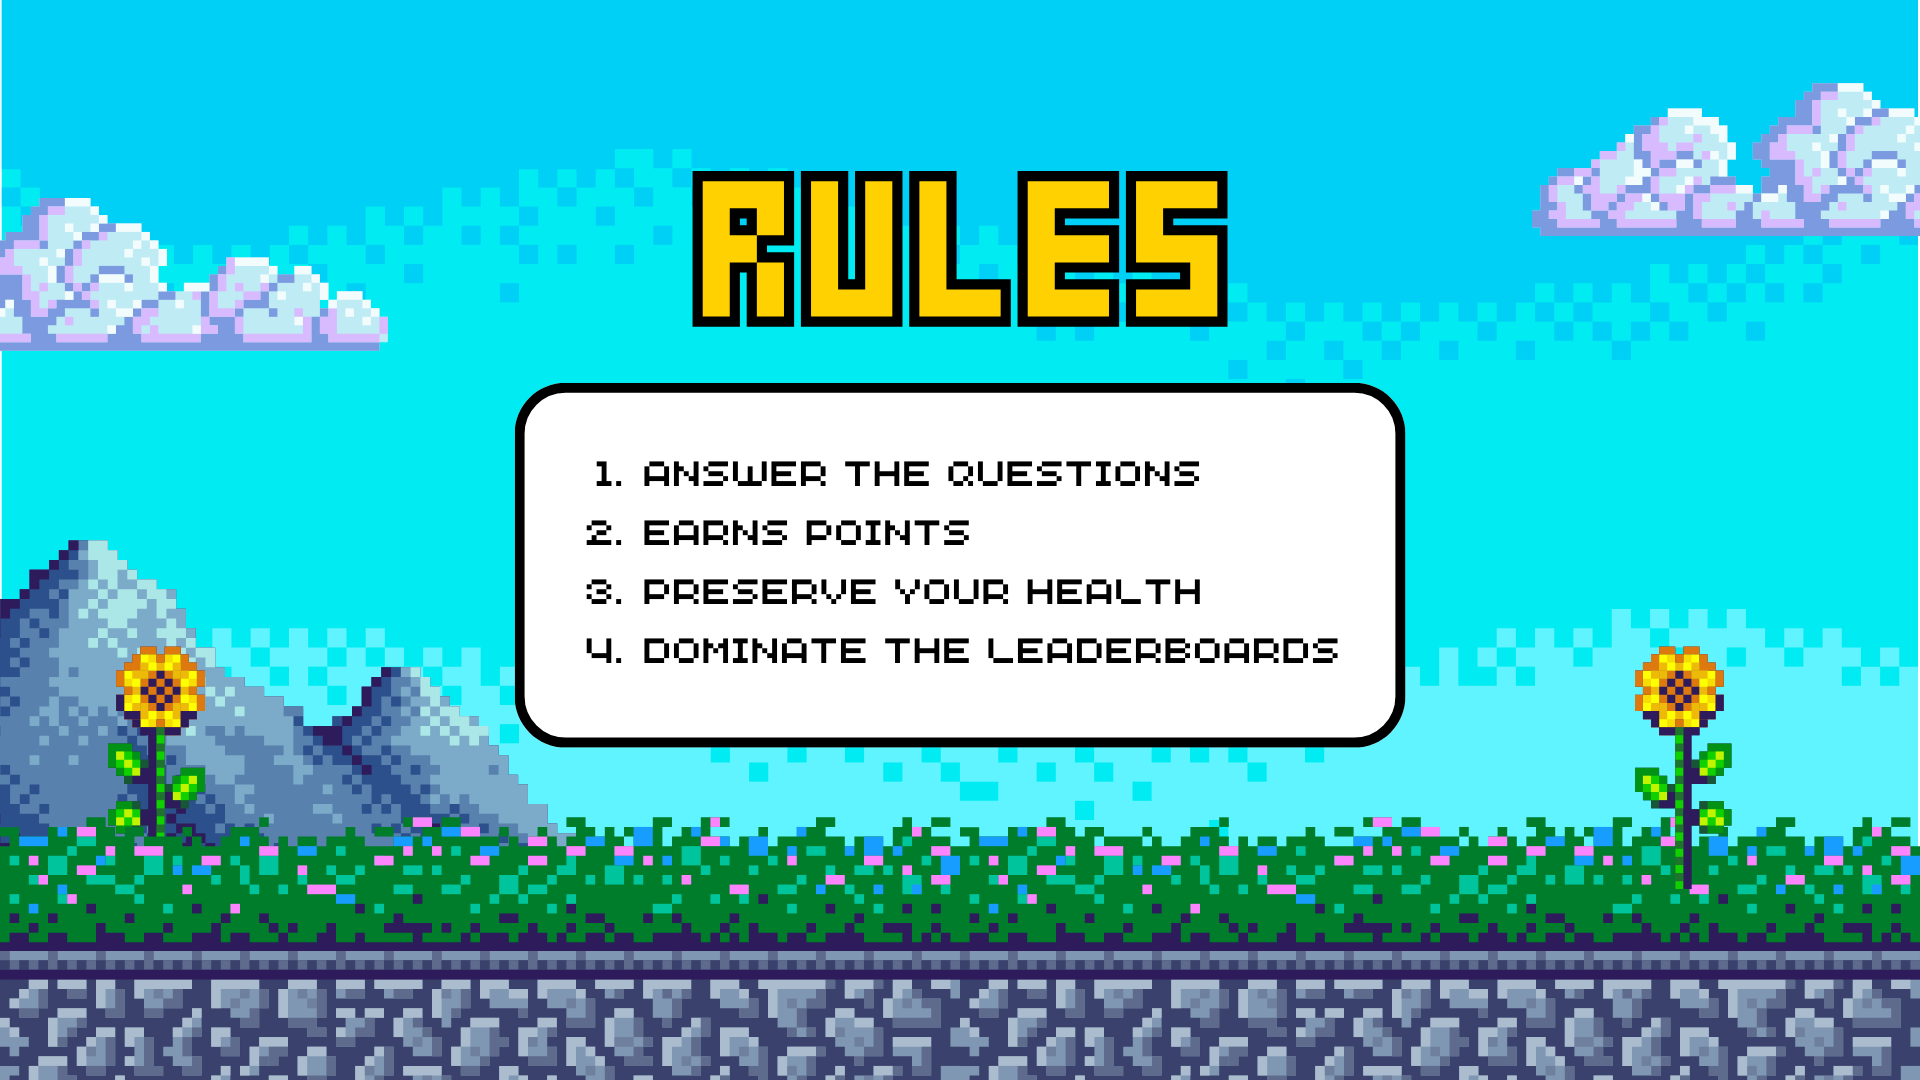 RULES
1. ANSWER THE QUESTIONS
2. EARNS POINTS
3. PRESERVE YOUR HEALTH
4. DOMINATE THE LEADERBOARDS